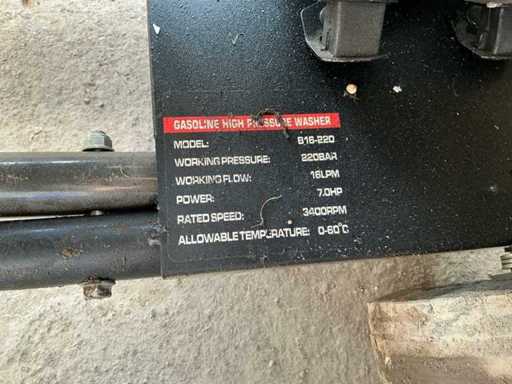 GASOLINE HIGH PRESSURE WASHER
MODEL: B16-220
WORKING PRESSURE: 220BAR
WORKING FLOW: 16LPM
POWER: 7.0HP
RATED SPEED: 3400RPM
ALLOWABLE TEMPERATURE: 0-60°C